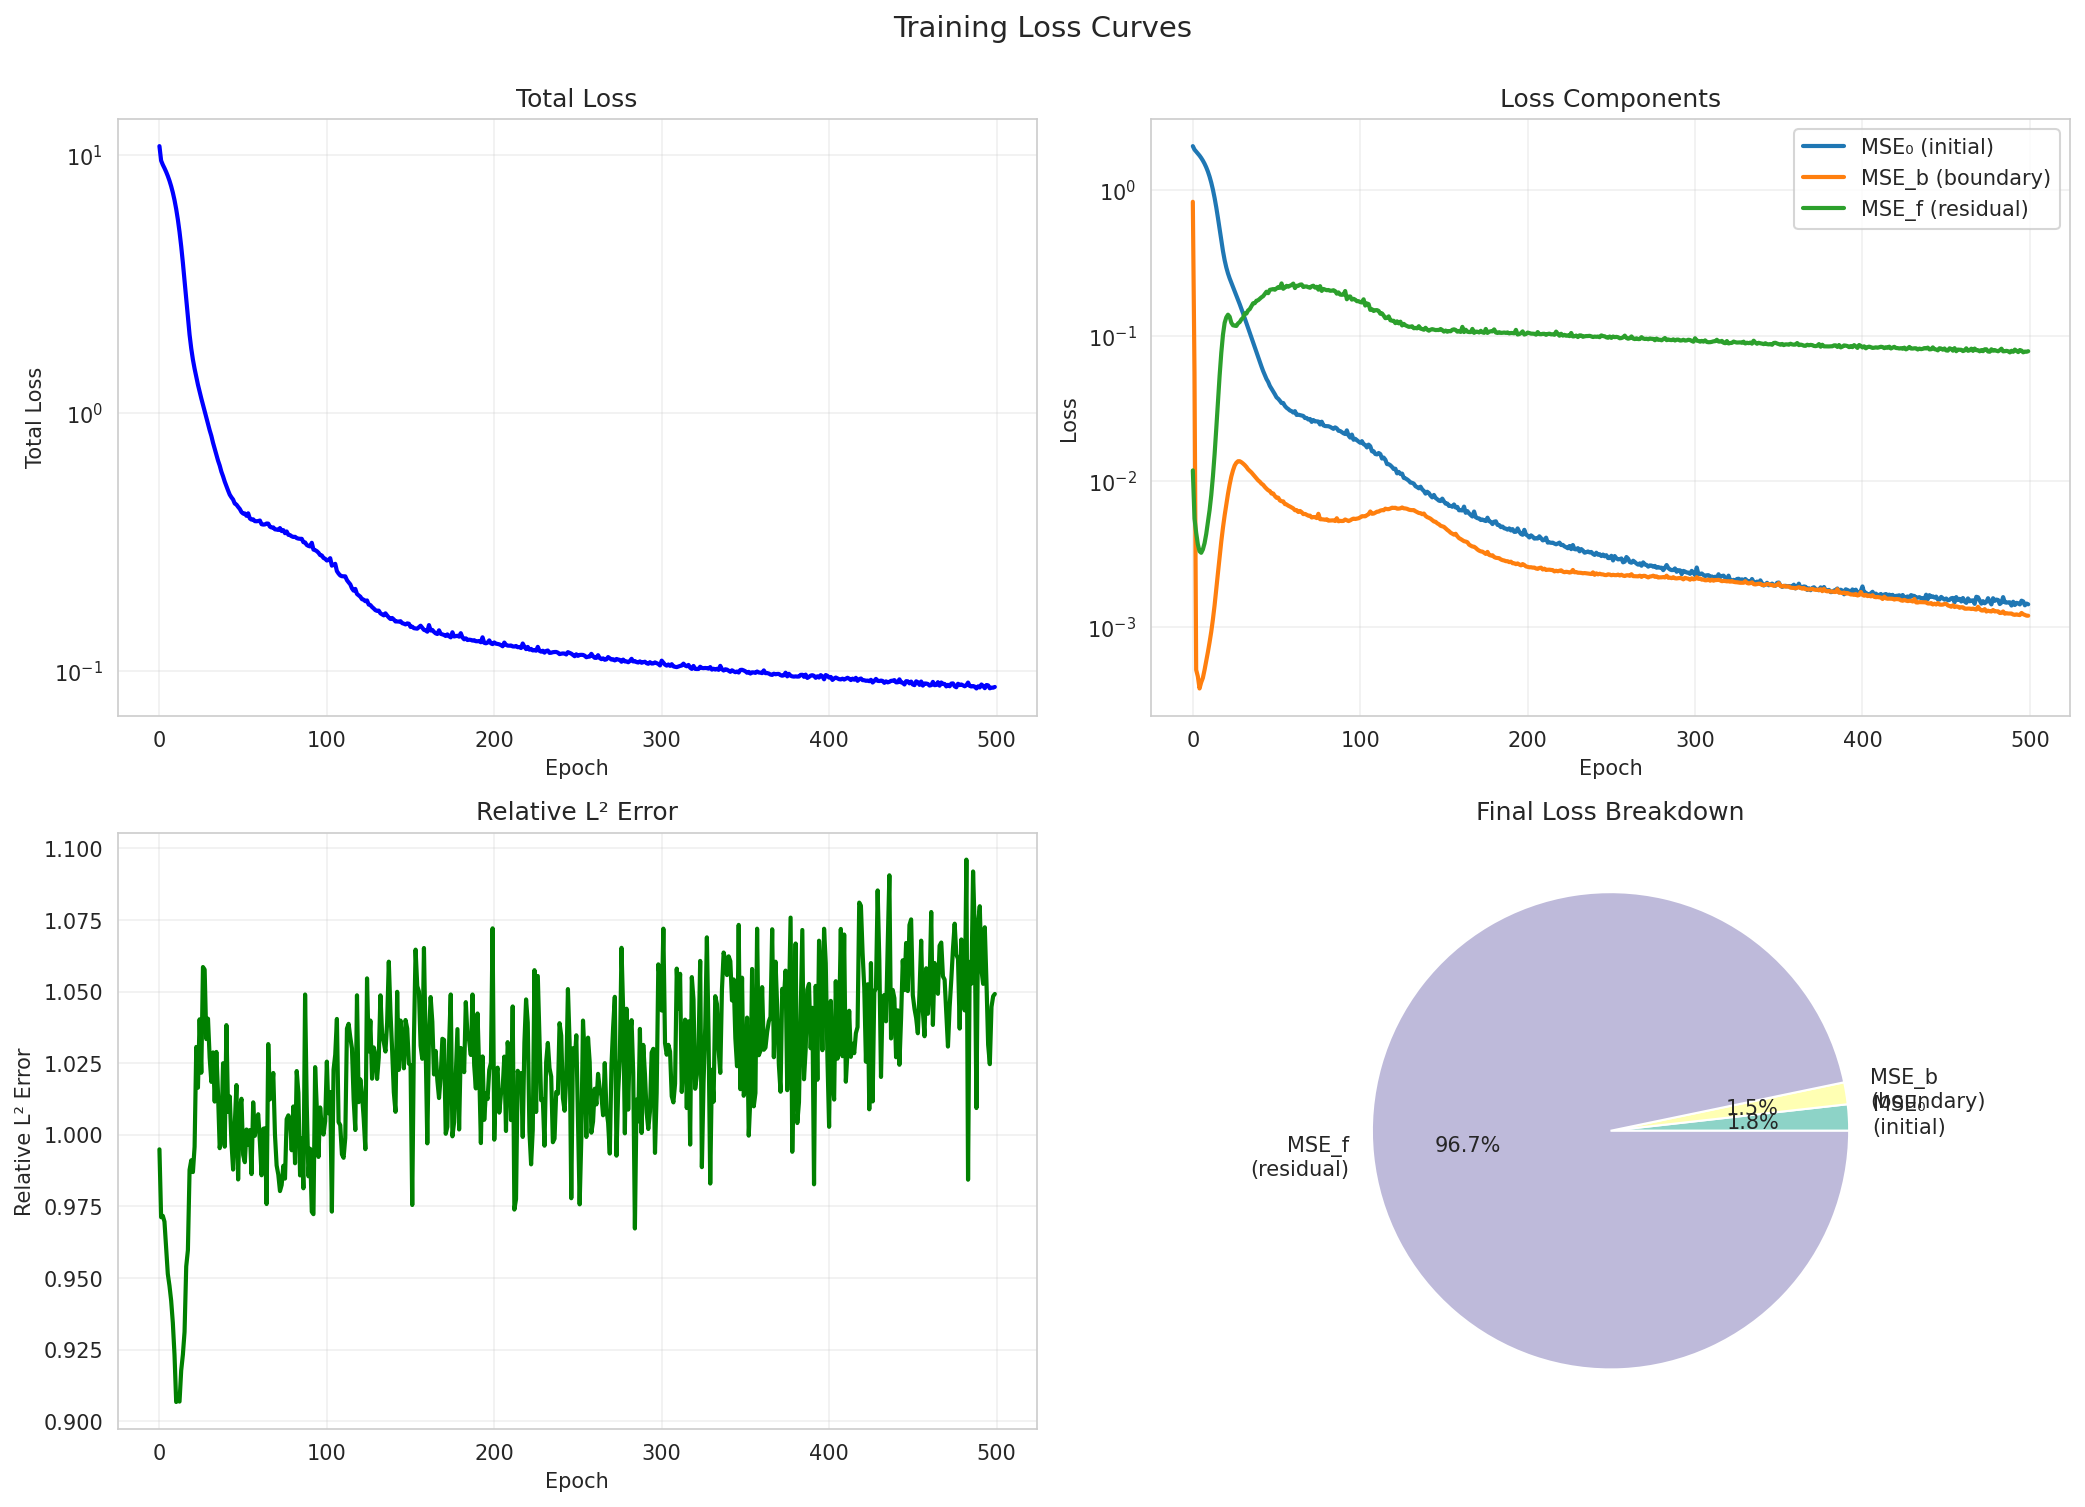 Training Loss Curves
Total Loss
10¹
10⁰
10⁻¹
Total Loss
0 100 200 300 400 500
Epoch
Loss Components
MSE₀ (initial)
MSE_b (boundary)
MSE_f (residual)
10⁰
10⁻¹
10⁻²
10⁻³
Loss
0 100 200 300 400 500
Epoch
Relative L² Error
1.100
1.075
1.050
1.025
1.000
0.975
0.950
0.925
0.900
Relative L² Error
0 100 200 300 400 500
Epoch
Final Loss Breakdown
MSE_b
(boundary)
1.5%
MSE₀
(initial)
1.8%
MSE_f
(residual)
96.7%